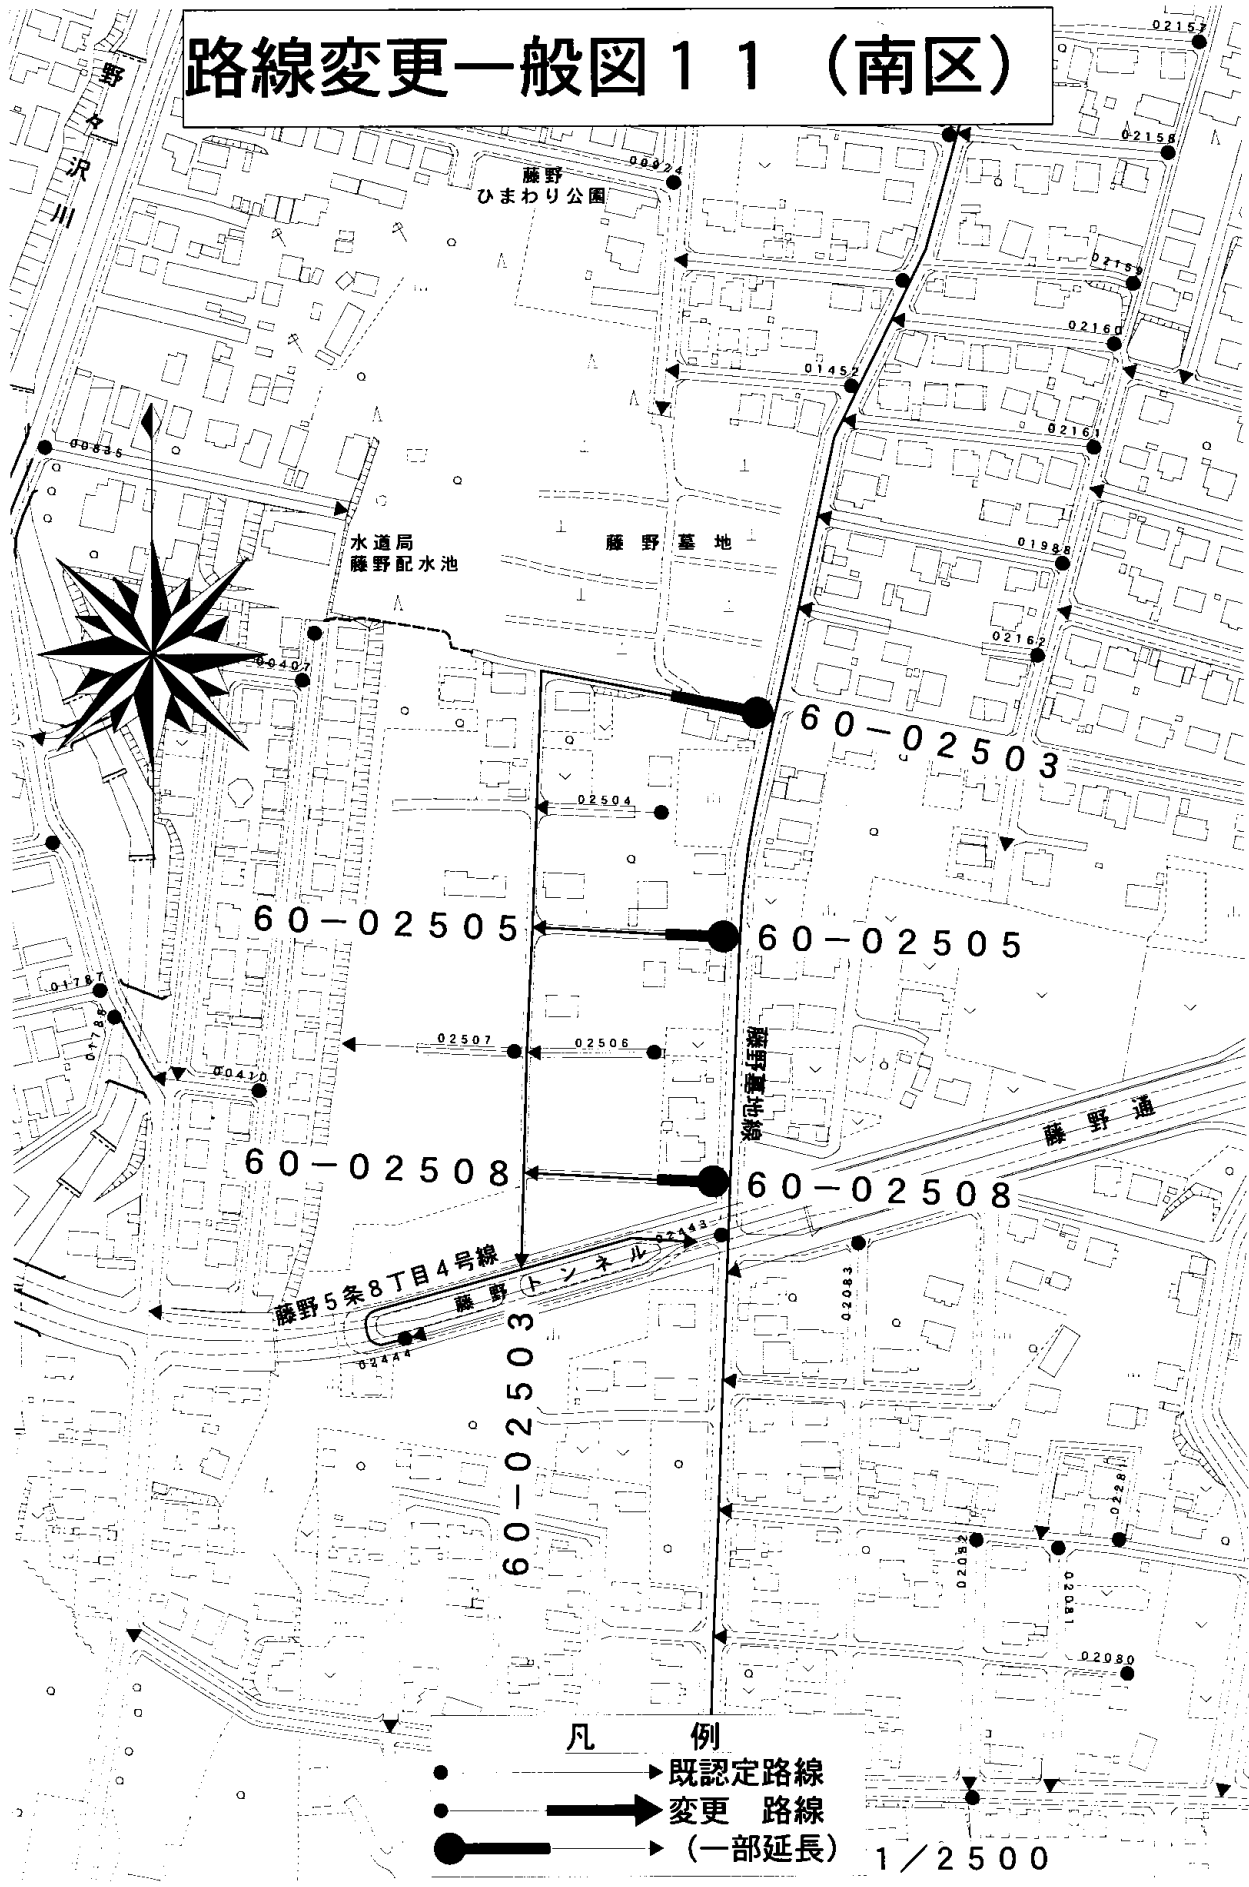 路線変更一般図１１（南区）
02157
野々沢川
02158
00924
藤野
ひまわり公園
02159
02160
01452
02161
00835
水道局
藤野配水池
藤野墓地
01988
02162
00407
60-02503
02504
60-02505
60-02505
01787
01788
02507
02506
藤野墓地線
00410
藤野通
60-02508
60-02508
02443
藤野５条８丁目４号線
藤野トンネル
02083
02444
60-02503
02281
02082
02081
02080
凡例
既認定路線
変更 路線
（一部延長）
１／２５００